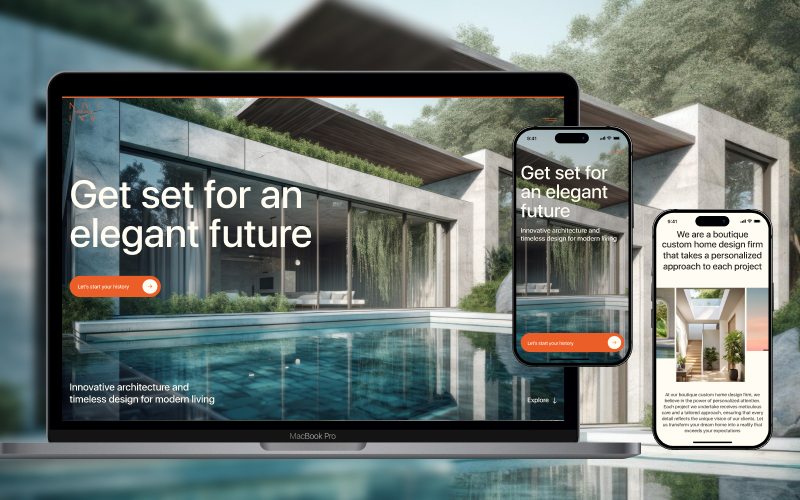 Get set for an
elegant future
Let's start your history
Innovative architecture and
timeless design for modern living
Explore
MacBook Pro
9:41
Get set for
an elegant
future
Innovative architecture and
timeless design for modern living
Let's start your history
9:41
We are a boutique
custom home design firm
that takes a personalized
approach to each project
At our boutique custom home design firm, we
believe in the power of personalized attention.
Each project we undertake receives meticulous
care and a tailored approach, ensuring that every
detail reflects the unique vision of our clients. Let
us transform your dream home into a reality that
exceeds your expectations